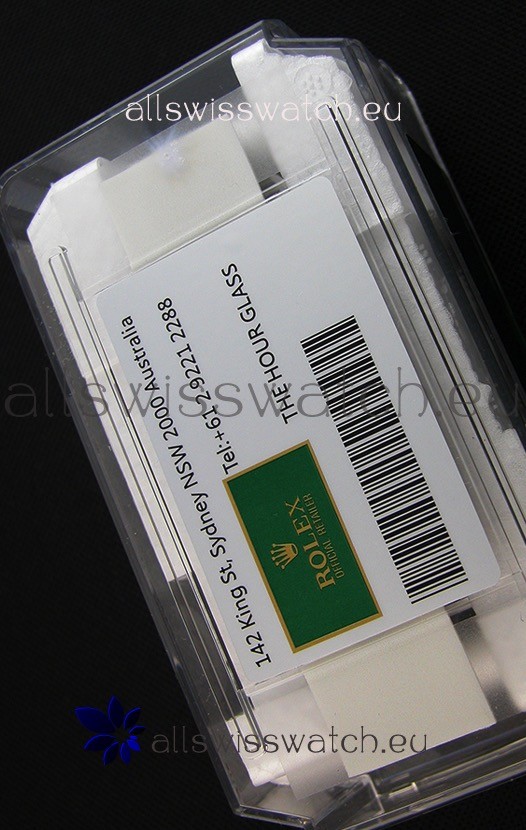 allswisswatch.eu
142 King St, Sydney NSW 20000 Australia
Tel:+61 2 9221 2288
THE HOUR GLASS
ROLEX
OFFICIAL RETAILER
allswisswatch.eu
allswisswatch.eu